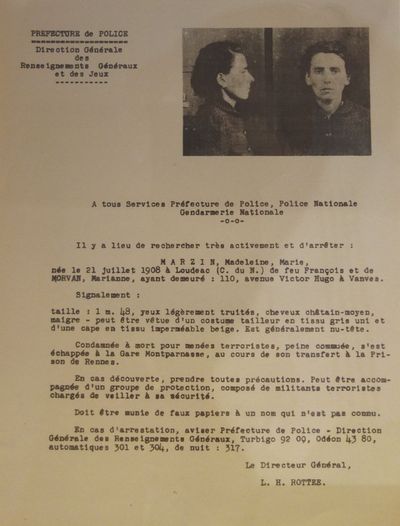 PREFECTURE de POLICE
Direction Générale
des
Renseignements Généraux
et des Jeux
A tous Services Préfecture de Police, Police Nationale
Gendarmerie Nationale
-o-o-
Il y a lieu de rechercher très activement et d'arrêter :
M A R Z I N, Madeleine, Marie,
née le 21 juillet 1908 à Loudeac (C. du N.) de feu François et de
MORVAN, Marianne, ayant demeuré : 110, avenue Victor Hugo à Vanves.
Signalement :
taille : 1 m. 48, yeux légèrement truités, cheveux châtain-moyen,
maigre - peut être vêtue d'un costume tailleur en tissu gris uni et
d'une cape en tissu imperméable beige. Est généralement nu-tête.
Condamnée à mort pour menées terroristes, peine commuée, s'est
échappée à la Gare Montparnasse, au cours de son transfert à la Pri-
son de Rennes.
En cas découverte, prendre toutes précautions. Peut être accom-
pagnée d'un groupe de protection, composé de militants terroristes
chargés de veiller à sa sécurité.
Doit être munie de faux papiers à un nom qui n'est pas connu.
En cas d'arrestation, aviser Préfecture de Police - Direction
Générale des Renseignements Généraux, Turbigo 92 09, Odéon 43 80,
automatiques 301 et 304, de nuit : 317.
Le Directeur Général,
L. H. ROTTEE.